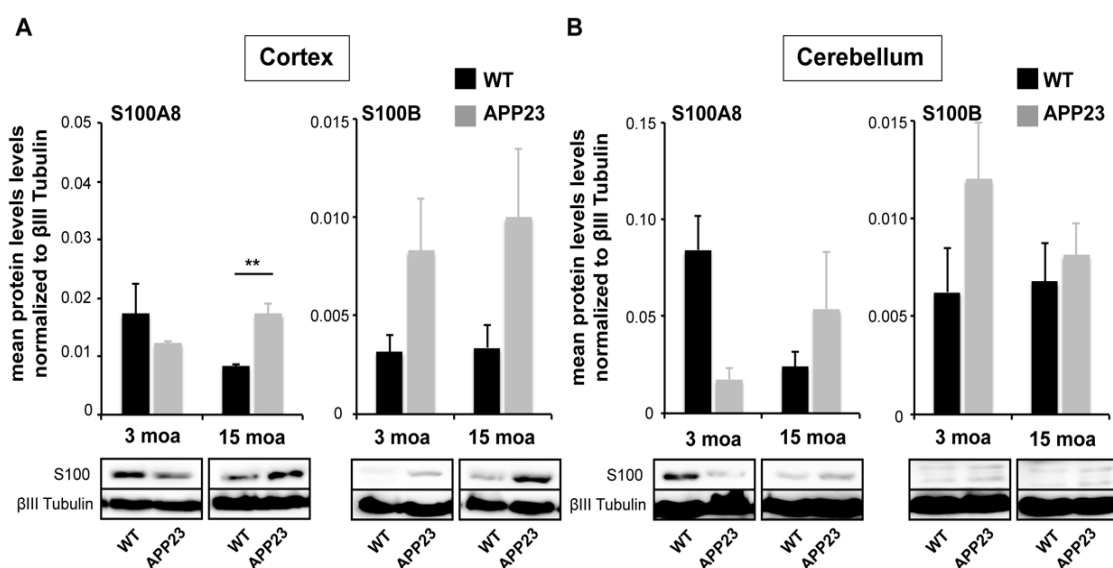 A
Cortex
WT
APP23
S100A8
S100B
mean protein levels levels
normalized to βIII Tubulin
0.05
0.04
0.03
0.02
0.01
0
**
0.015
0.010
0.005
0
3 moa
15 moa
3 moa
15 moa
S100
βIII Tubulin
WT
APP23
WT
APP23
WT
APP23
WT
APP23
B
Cerebellum
WT
APP23
S100A8
S100B
mean protein levels levels
normalized to βIII Tubulin
0.15
0.10
0.05
0
0.015
0.010
0.005
0
3 moa
15 moa
3 moa
15 moa
S100
βIII Tubulin
WT
APP23
WT
APP23
WT
APP23
WT
APP23